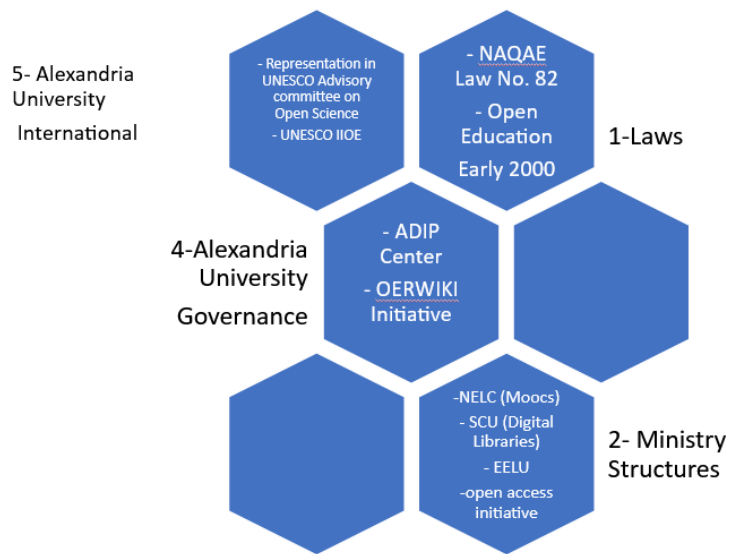 5- Alexandria
University
International
- Representation in
UNESCO Advisory
committee on
Open Science
- UNESCO IIOE
- NAQAE
Law No. 82
- Open
Education
Early 2000
1-Laws
4-Alexandria
University
Governance
- ADIP
Center
- OERWIKI
Initiative
-NELC (Moocs)
- SCU (Digital
Libraries)
- EELU
-open access
initiative
2- Ministry
Structures